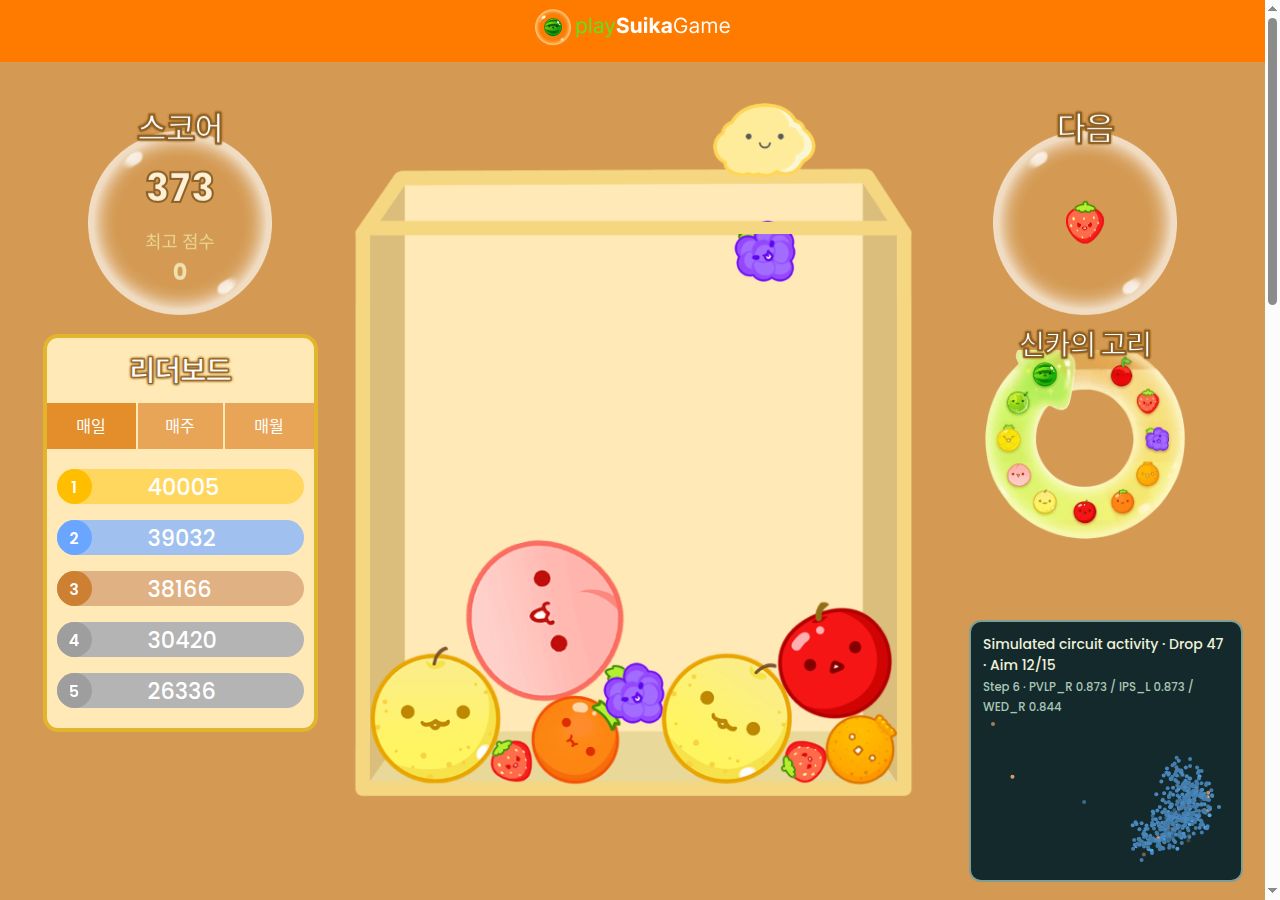 playSuikaGame
스코어
373
최고 점수
0
다음
신카의 고리
리더보드
매일 매주 매월
1 40005
2 39032
3 38166
4 30420
5 26336
Simulated circuit activity · Drop 47
· Aim 12/15
Step 6 · PVLP_R 0.873 / IPS_L 0.873 /
WED_R 0.844